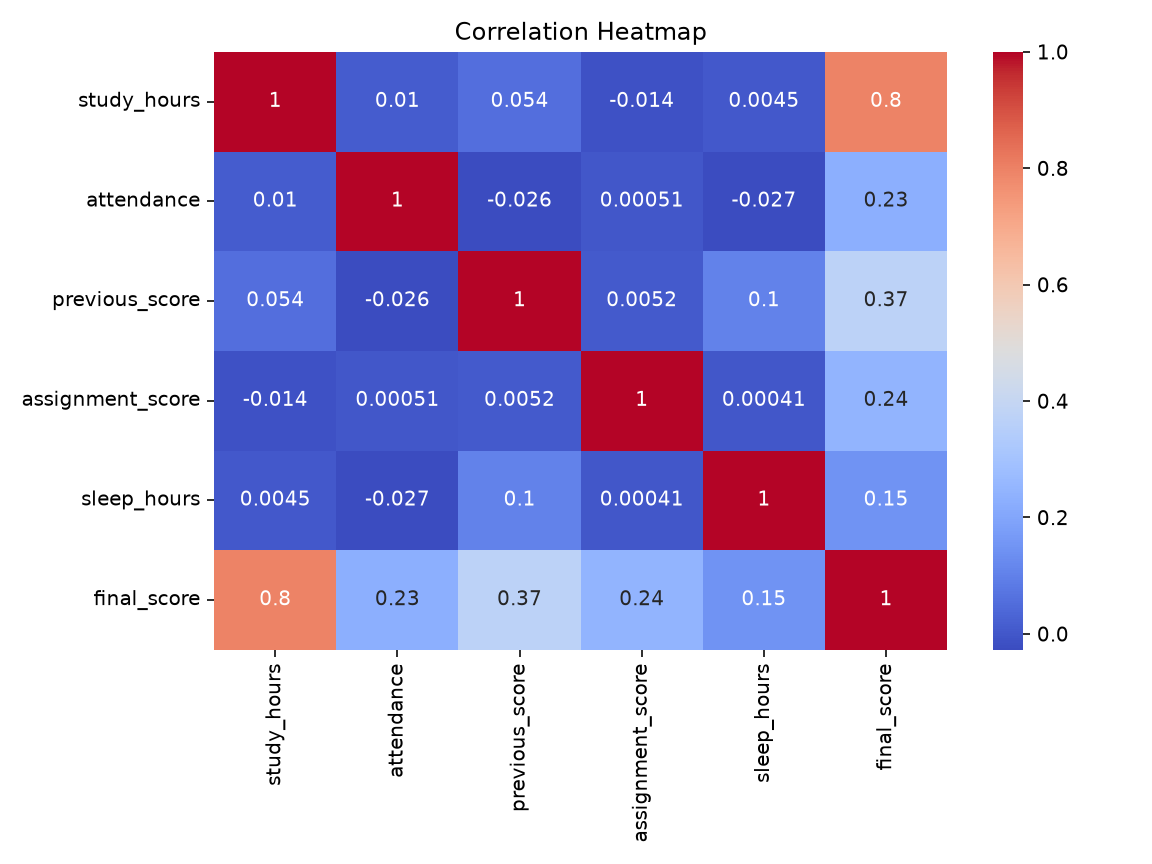 Correlation Heatmap
study_hours 1 0.01 0.054 -0.014 0.0045 0.8
attendance 0.01 1 -0.026 0.00051 -0.027 0.23
previous_score 0.054 -0.026 1 0.0052 0.1 0.37
assignment_score -0.014 0.00051 0.0052 1 0.00041 0.24
sleep_hours 0.0045 -0.027 0.1 0.00041 1 0.15
final_score 0.8 0.23 0.37 0.24 0.15 1
study_hours
attendance
previous_score
assignment_score
sleep_hours
final_score
1.0
0.8
0.6
0.4
0.2
0.0